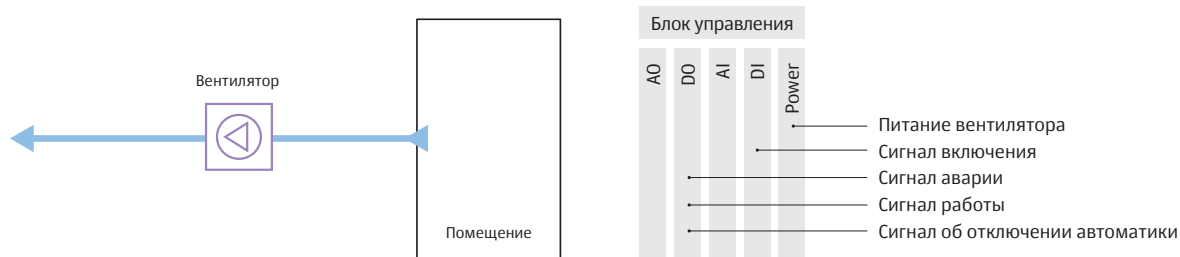 Вентилятор
Помещение
Блок управления
AO
DO
AI
DI
Power
Питание вентилятора
Сигнал включения
Сигнал аварии
Сигнал работы
Сигнал об отключении автоматики